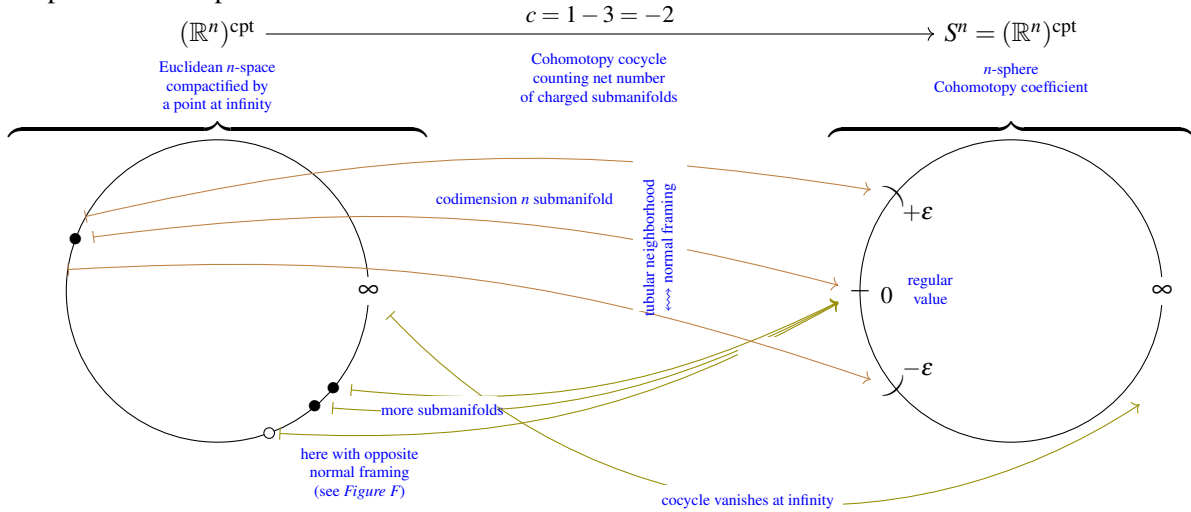 c = 1 − 3 = −2
(ℝⁿ)^cpt
Sⁿ = (ℝⁿ)^cpt
Euclidean n-space
compactified by
a point at infinity
Cohomotopy cocycle
counting net number
of charged submanifolds
n-sphere
Cohomotopy coefficient
codimension n submanifold
tubular neighborhood
↭ normal framing
+ε
∞
0
regular
value
∞
−ε
more submanifolds
here with opposite
normal framing
(see Figure F)
cocycle vanishes at infinity